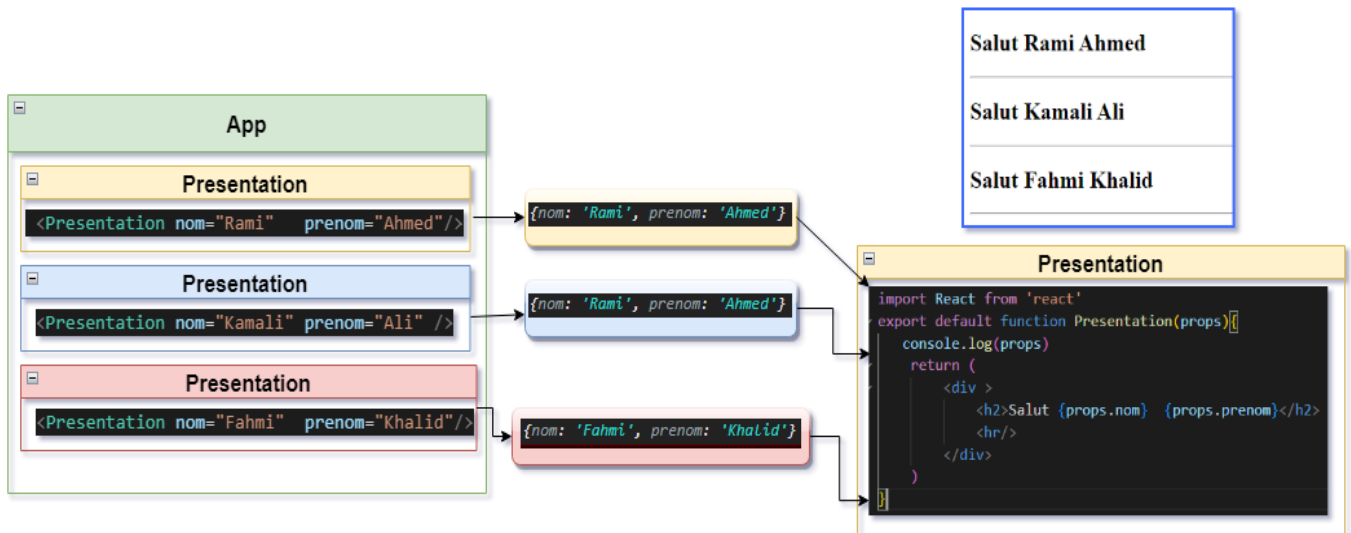 Salut Rami Ahmed
Salut Kamali Ali
Salut Fahmi Khalid
App
Presentation
<Presentation nom="Rami" prenom="Ahmed"/>
Presentation
<Presentation nom="Kamali" prenom="Ali" />
Presentation
<Presentation nom="Fahmi" prenom="Khalid"/>
{nom: 'Rami', prenom: 'Ahmed'}
{nom: 'Rami', prenom: 'Ahmed'}
{nom: 'Fahmi', prenom: 'Khalid'}
Presentation
import React from 'react'
export default function Presentation(props){
console.log(props)
return (
<div >
<h2>Salut {props.nom} {props.prenom}</h2>
<hr/>
</div>
)
}